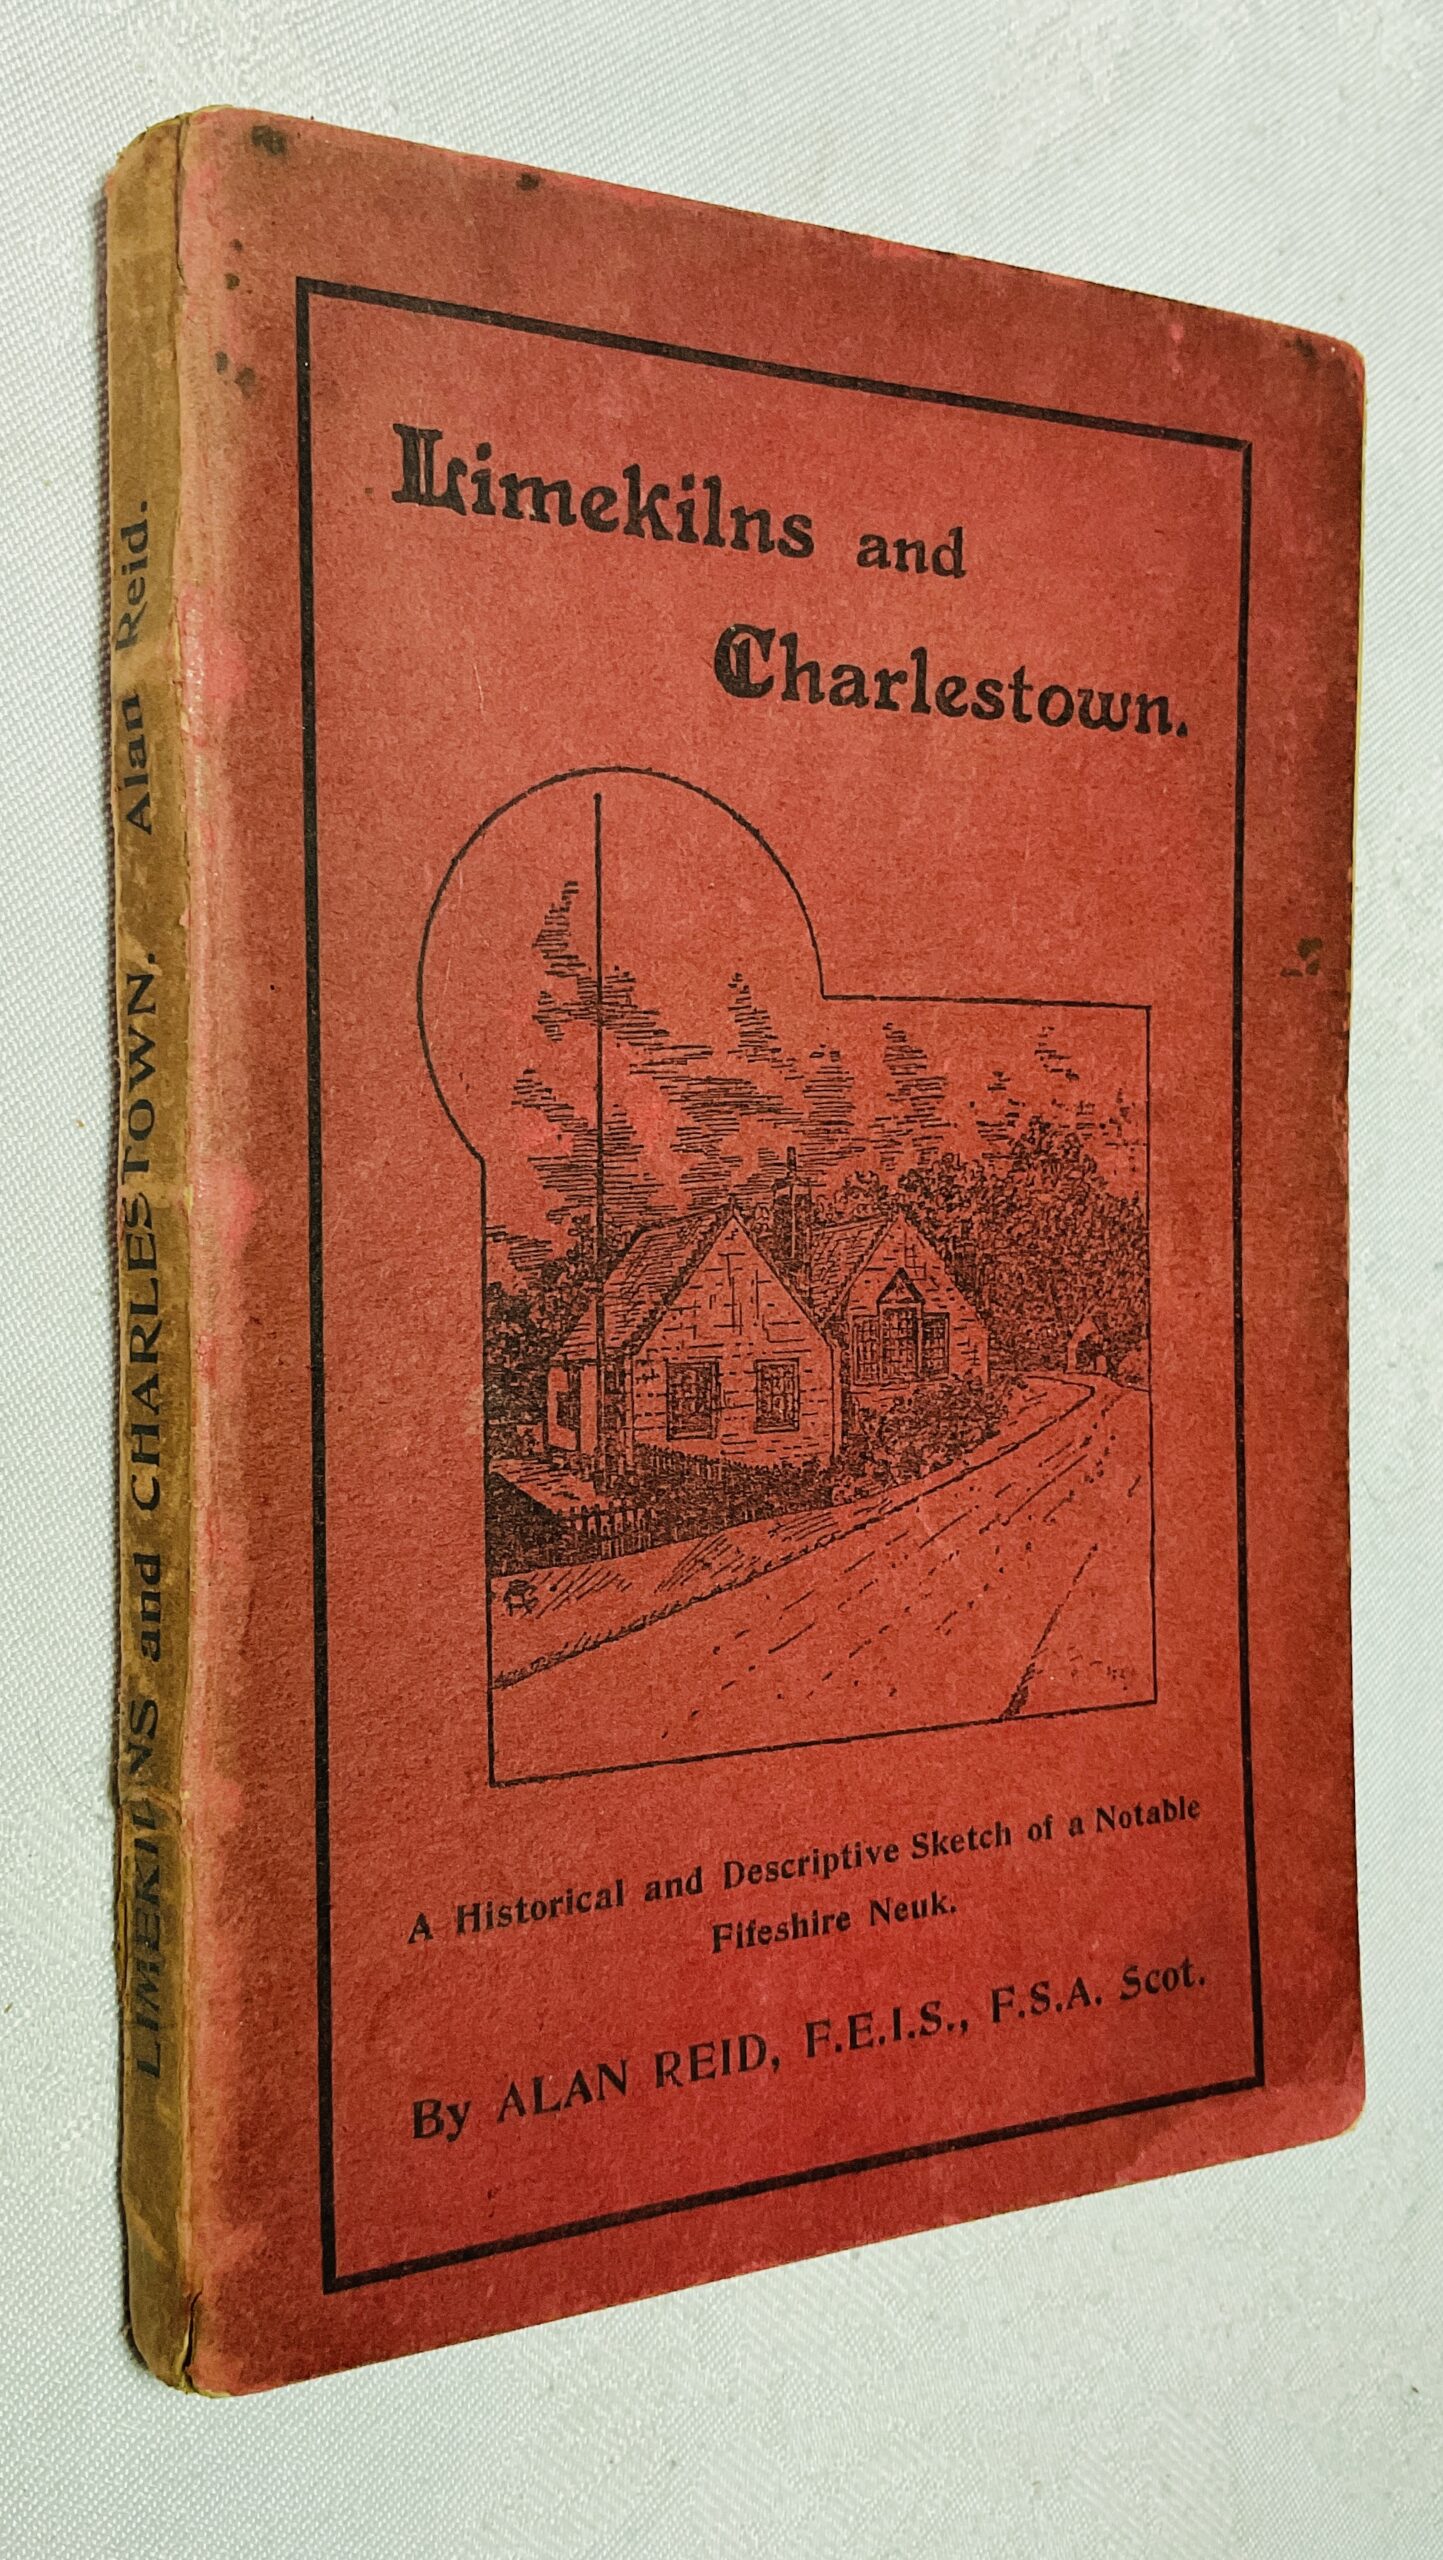 Limekilns and
Charlestown.
A Historical and Descriptive Sketch of a Notable
Fifeshire Neuk.
By ALAN REID, F.E.I.S., F.S.A. Scot.
LIMEKILNS and CHARLESTOWN. Alan Reid.